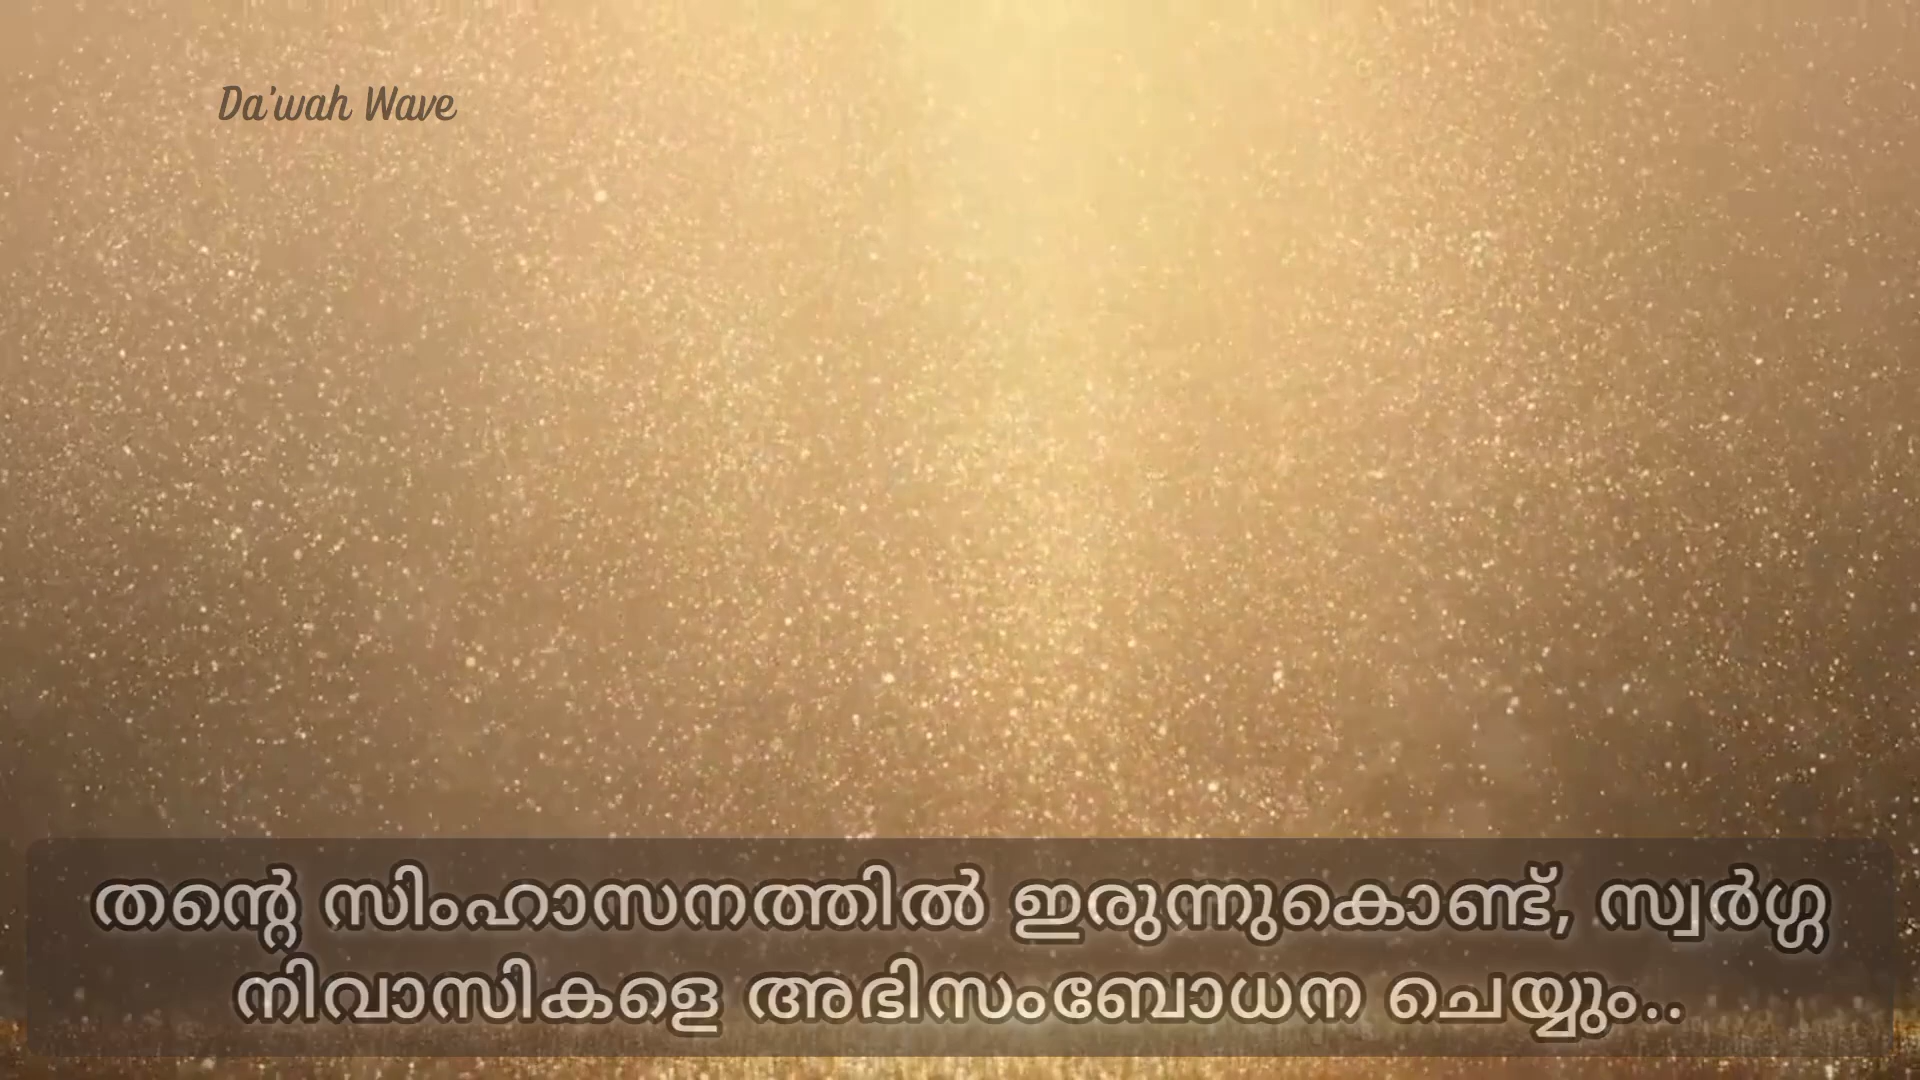 Da'wah Wave
തന്റെ സിംഹാസനത്തിൽ ഇരുന്നുകൊണ്ട്, സ്വർഗ്ഗ
നിവാസികളെ അഭിസംബോധന ചെയ്യും..